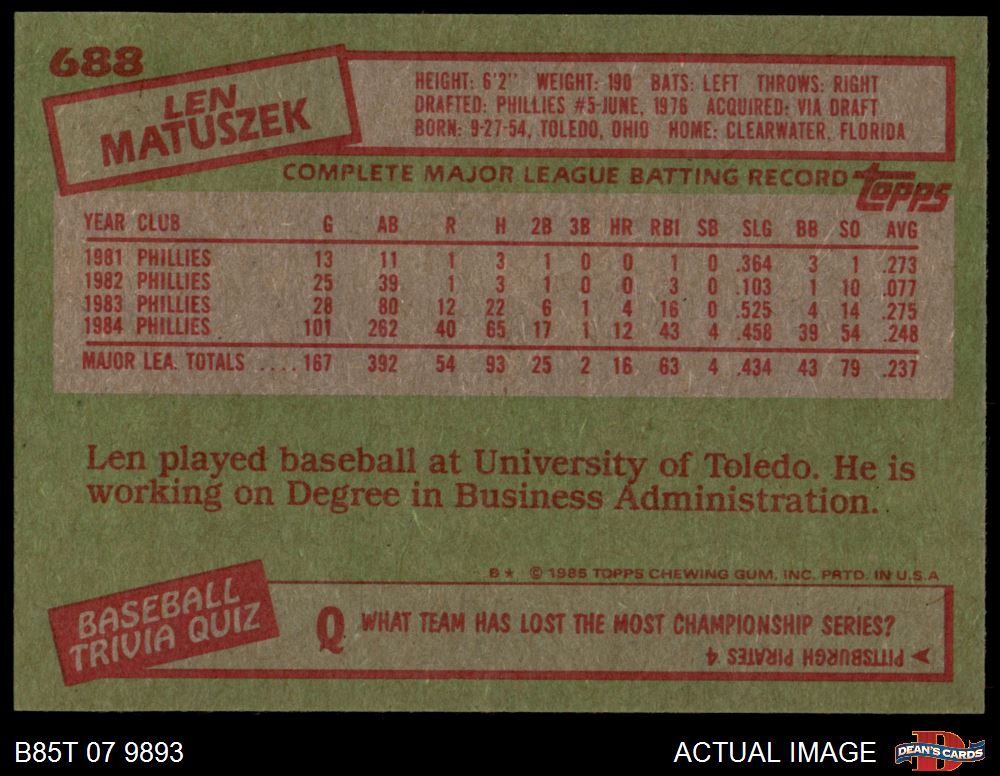 688
LEN
MATUSZEK
HEIGHT: 6'2" WEIGHT: 190 BATS: LEFT THROWS: RIGHT
DRAFTED: PHILLIES #5-JUNE, 1976 ACQUIRED: VIA DRAFT
BORN: 9-27-54, TOLEDO, OHIO HOME: CLEARWATER, FLORIDA
COMPLETE MAJOR LEAGUE BATTING RECORD topps
YEAR CLUB G AB R H 2B 3B HR RBI SB SLG BB SO AVG
1981 PHILLIES 13 11 1 3 1 0 0 1 0 .364 3 1 .273
1982 PHILLIES 25 39 1 3 1 0 0 3 0 .103 1 10 .077
1983 PHILLIES 28 80 12 22 6 1 4 16 0 .525 4 14 .275
1984 PHILLIES 101 262 40 65 17 1 12 43 4 .458 39 54 .248
MAJOR LEA. TOTALS .... 167 392 54 93 25 2 16 63 4 .434 43 79 .237
Len played baseball at University of Toledo. He is
working on Degree in Business Administration.
B* © 1985 TOPPS CHEWING GUM, INC. PRTD. IN U.S.A
BASEBALL
TRIVIA QUIZ
Q WHAT TEAM HAS LOST THE MOST CHAMPIONSHIP SERIES?
PITTSBURGH PIRATES 4
B85T 07 9893
ACTUAL IMAGE
DEAN'S CARDS